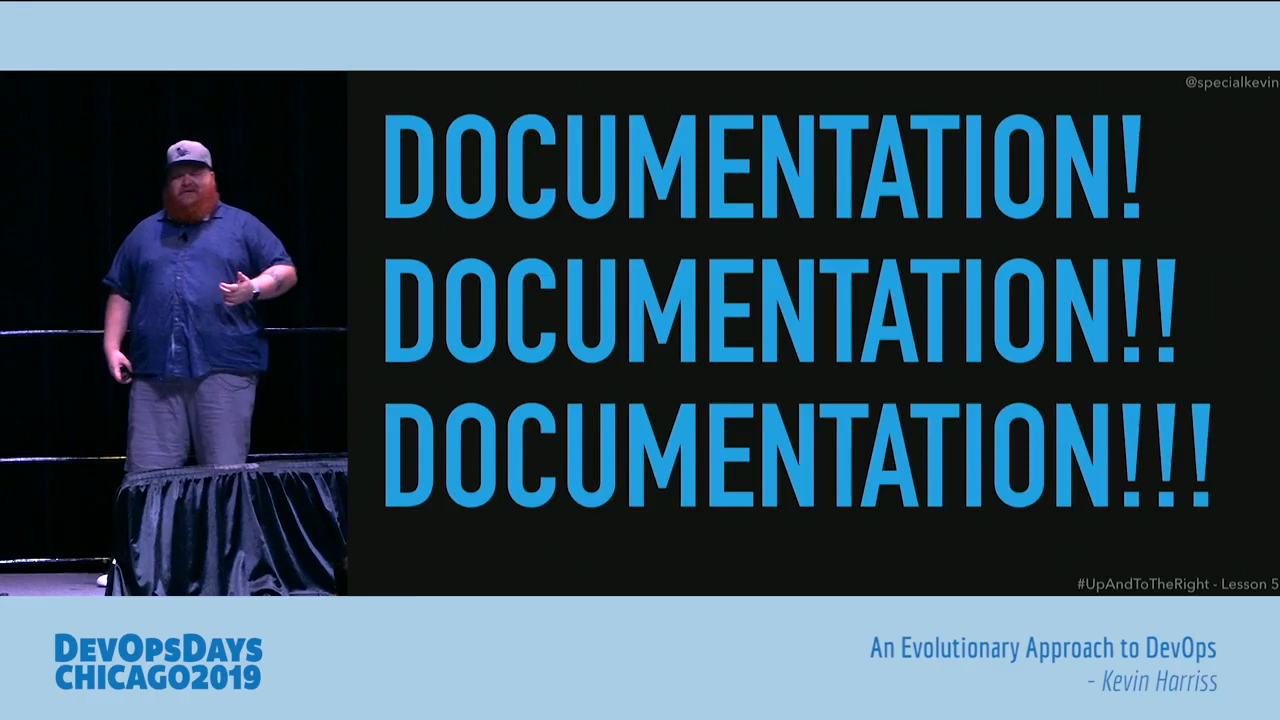 @specialkevin
DOCUMENTATION!
DOCUMENTATION!!
DOCUMENTATION!!!
#UpAndToTheRight - Lesson 5
DEVOPSDAYS
CHICAGO2019
An Evolutionary Approach to DevOps
- Kevin Harriss